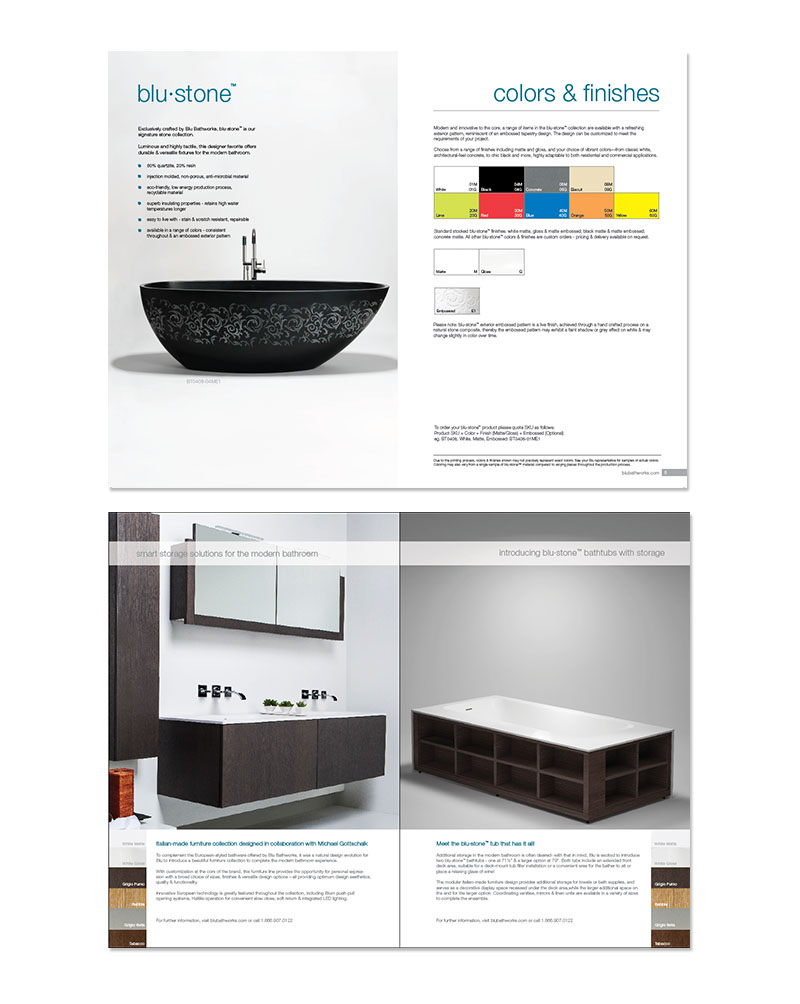 blu•stone™
Exclusively crafted by Blu Bathworks, blu•stone™ is our
signature stone collection.
Luminous and highly tactile, this designer favorite offers
durable & versatile fixtures for the modern bathroom.
80% quartzite, 20% resin
injection molded, non-porous, anti-microbial material
eco-friendly, low energy production process,
recyclable material
superb insulating properties - retains high water
temperatures longer
easy to live with - stain & scratch resistant, repairable
available in a range of colors - consistent
throughout & an embossed exterior pattern
BT0408-04ME1
colors & finishes
Modern and innovative to the core, a range of items in the blu•stone™ collection are available with a refreshing
exterior pattern, reminiscent of an embossed tapestry design. The design can be customized to meet the
requirements of your project.
Choose from a range of finishes including matte and gloss, and your choice of vibrant colors—from classic white,
architectural-feel concrete, to chic black and more, highly adaptable to both residential and commercial applications.
White 01M 01G
Black 04M 04G
Concrete
Biscuit
Lime 20M 20G
Red
Blue 40M 40G
Orange 50M 50G
Yellow 60M 60G
Standard stocked blu•stone™ finishes: white matte, gloss & matte embossed; black matte & matte embossed;
concrete matte. All other blu•stone™ colors & finishes are custom orders - pricing & delivery available on request.
Matte M
Gloss G
Embossed E1
Please note: blu•stone™ exterior embossed pattern is a live finish, achieved through a hand crafted process on a
natural stone composite, thereby the embossed pattern may exhibit a faint shadow or grey effect on white & may
change slightly in color over time.
To order your blu•stone™ product please quote SKU as follows:
Product SKU + Color + Finish (Matte/Gloss) + Embossed (Optional)
eg. BT0408, White, Matte, Embossed: BT0408-01ME1
Due to the printing process, colors & finishes shown may not precisely represent exact colors. See your Blu representative for samples of actual colors.
Coloring may also vary from a single sample of blu•stone™ material compared to varying pieces throughout the production process.
blubathworks.com
smart storage solutions for the modern bathroom
introducing blu•stone™ bathtubs with storage
White Matte
White Gloss
Grigio Fumo
Grigio Seta
Tabacco
Italian-made furniture collection designed in collaboration with Michael Gottschalk
To complement the European-styled bathware offered by Blu Bathworks, it was a natural design evolution for
Blu to introduce a beautiful furniture collection to complete the modern bathroom experience.
With customization at the core of the brand, this furniture line provides the opportunity for personal expres-
sion with a broad choice of sizes, finishes & versatile design options – all providing optimum design aesthetics,
quality & functionality.
Innovative European technology is greatly featured throughout the collection, including Blum push-pull
opening systems, Hafele operation for convenient slow close, soft return & integrated LED lighting.
For further information, visit blubathworks.com or call 1.866.907.0122
Meet the blu•stone™ tub that has it all!
Additional storage in the modern bathroom is often desired- with that in mind, Blu is excited to introduce
two blu•stone™ bathtubs - one at 71½" & a larger option at 79". Both tubs include an extended front
deck area, suitable for a deck-mount tub filler installation or a convenient area for the bather to sit or
place a relaxing glass of wine!
The modular Italian-made furniture design provides additional storage for towels or bath supplies, and
serves as a decorative display space recessed under the deck area,while the larger additional space on
the end for the larger option. Coordinating vanities, mirrors & linen units are available in a variety of sizes
to complete the ensemble.
For further information, visit blubathworks.com or call 1.866.907.0122
White Matte
White Gloss
Grigio Fumo
Grigio Seta
Tabacco